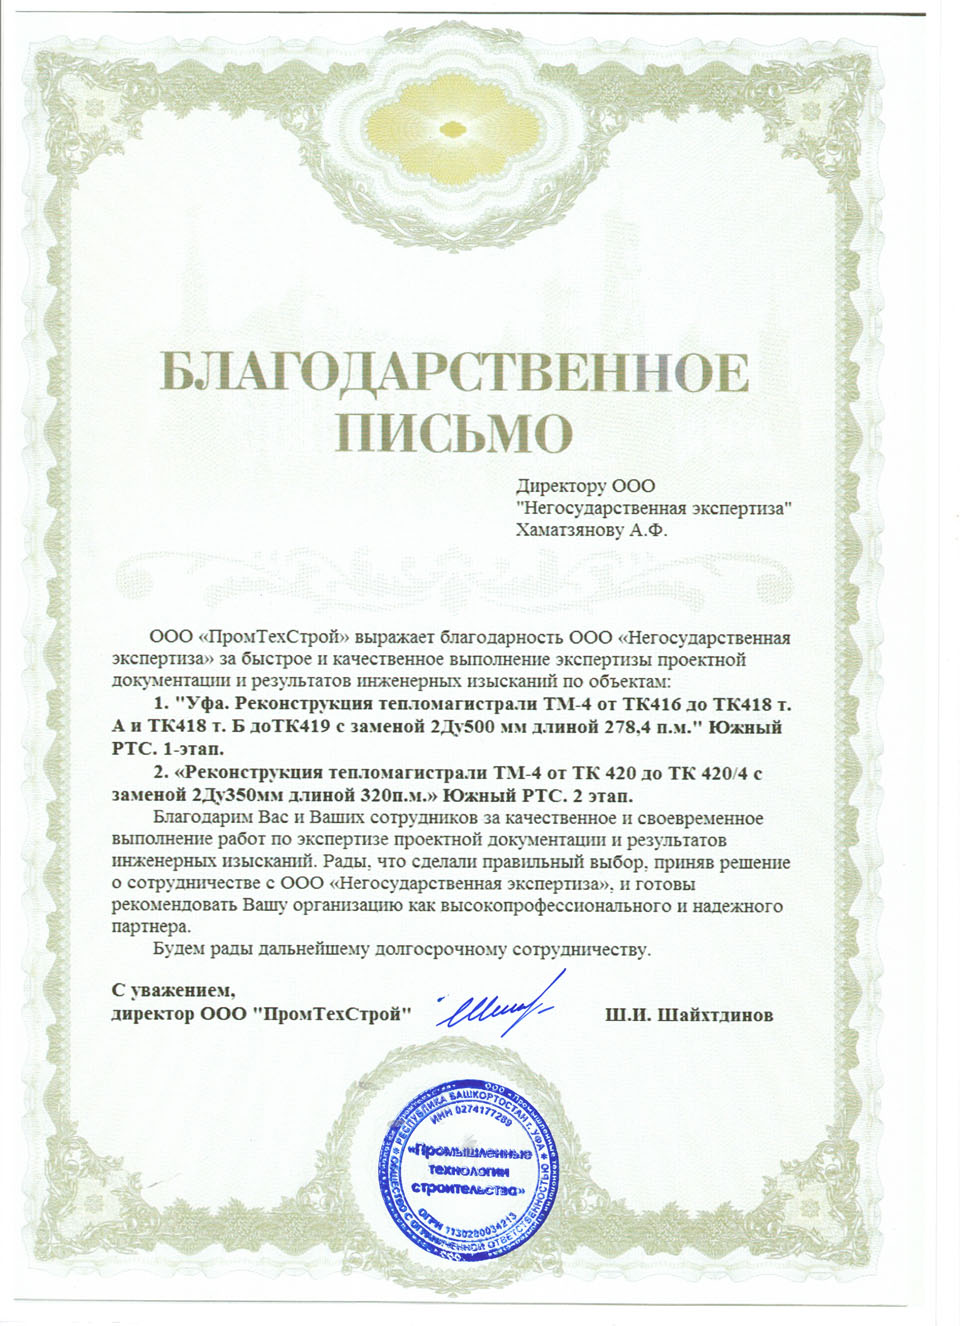 БЛАГОДАРСТВЕННОЕ
ПИСЬМО
Директору ООО
"Негосударственная экспертиза"
Хаматзянову А.Ф.
ООО «ПромТехСтрой» выражает благодарность ООО «Негосударственная
экспертиза» за быстрое и качественное выполнение экспертизы проектной
документации и результатов инженерных изысканий по объектам:
1. "Уфа. Реконструкция тепломагистрали ТМ-4 от ТК416 до ТК418 т.
А и ТК418 т. Б доТК419 с заменой 2Ду500 мм длиной 278,4 п.м." Южный
РТС. 1-этап.
2. «Реконструкция тепломагистрали ТМ-4 от ТК 420 до ТК 420/4 с
заменой 2Ду350мм длиной 320п.м.» Южный РТС. 2 этап.
Благодарим Вас и Ваших сотрудников за качественное и своевременное
выполнение работ по экспертизе проектной документации и результатов
инженерных изысканий. Рады, что сделали правильный выбор, приняв решение
о сотрудничестве с ООО «Негосударственная экспертиза», и готовы
рекомендовать Вашу организацию как высокопрофессионального и надежного
партнера.
Будем рады дальнейшему долгосрочному сотрудничеству.
С уважением,
директор ООО "ПромТехСтрой"
Ш.И. Шайхтдинов
РЕСПУБЛИКА БАШКОРТОСТАН г. УФА
ИНН 0274177289
«Промышленные
технологии
строительства»
ОГРН 1130280034213
ОБЩЕСТВО С ОГРАНИЧЕННОЙ ОТВЕТСТВЕННОСТЬЮ